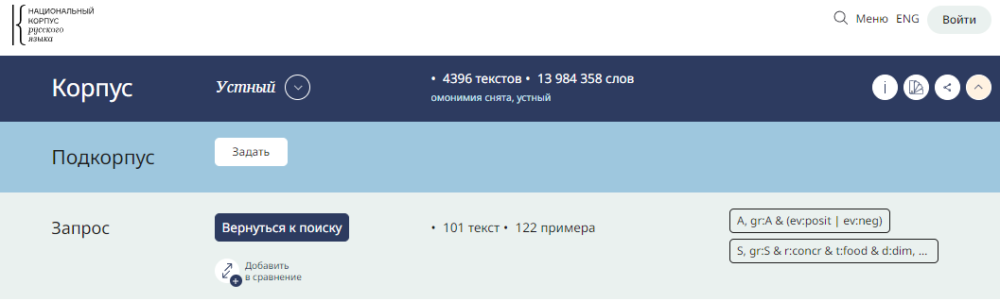 НАЦИОНАЛЬНЫЙ
КОРПУС
русского
языка
Меню ENG Войти
Корпус Устный • 4396 текстов • 13 984 358 слов
омонимия снята, устный
Подкорпус Задать
Запрос Вернуться к поиску • 101 текст • 122 примера A, gr:A & (ev:posit | ev:neg)
S, gr:S & r:concr & t:food & d:dim, ...
Добавить
в сравнение